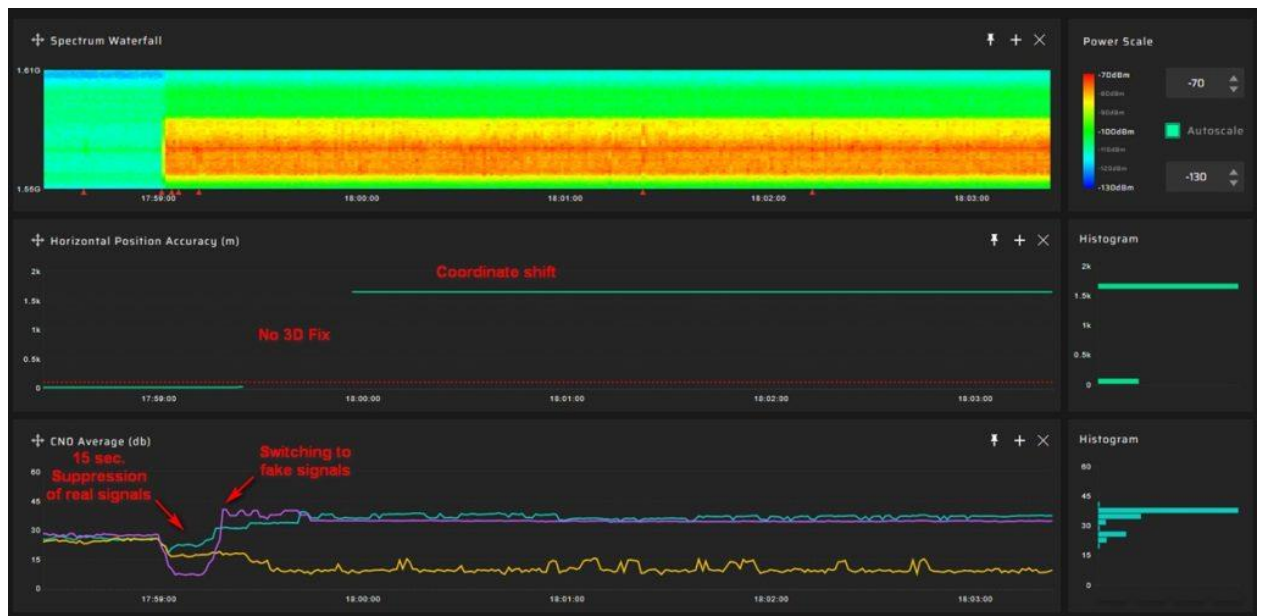 Spectrum Waterfall
1.61G
1.55G
17:59:00 18:00:00 18:01:00 18:02:00 18:03:00
Power Scale
-70dBm
-80dBm
-90dBm
-100dBm
-110dBm
-120dBm
-130dBm
-70
Autoscale
-130
Horizontal Position Accuracy (m)
2k
1.5k
1k
0.5k
0
Coordinate shift
No 3D Fix
17:59:00 18:00:00 18:01:00 18:02:00 18:03:00
Histogram
2k
1.5k
1k
0.5k
0
CN0 Average (db)
60
45
30
15
0
15 sec.
Suppression
of real signals
Switching to
fake signals
17:59:00 18:00:00 18:01:00 18:02:00 18:03:00
Histogram
60
45
30
15
0